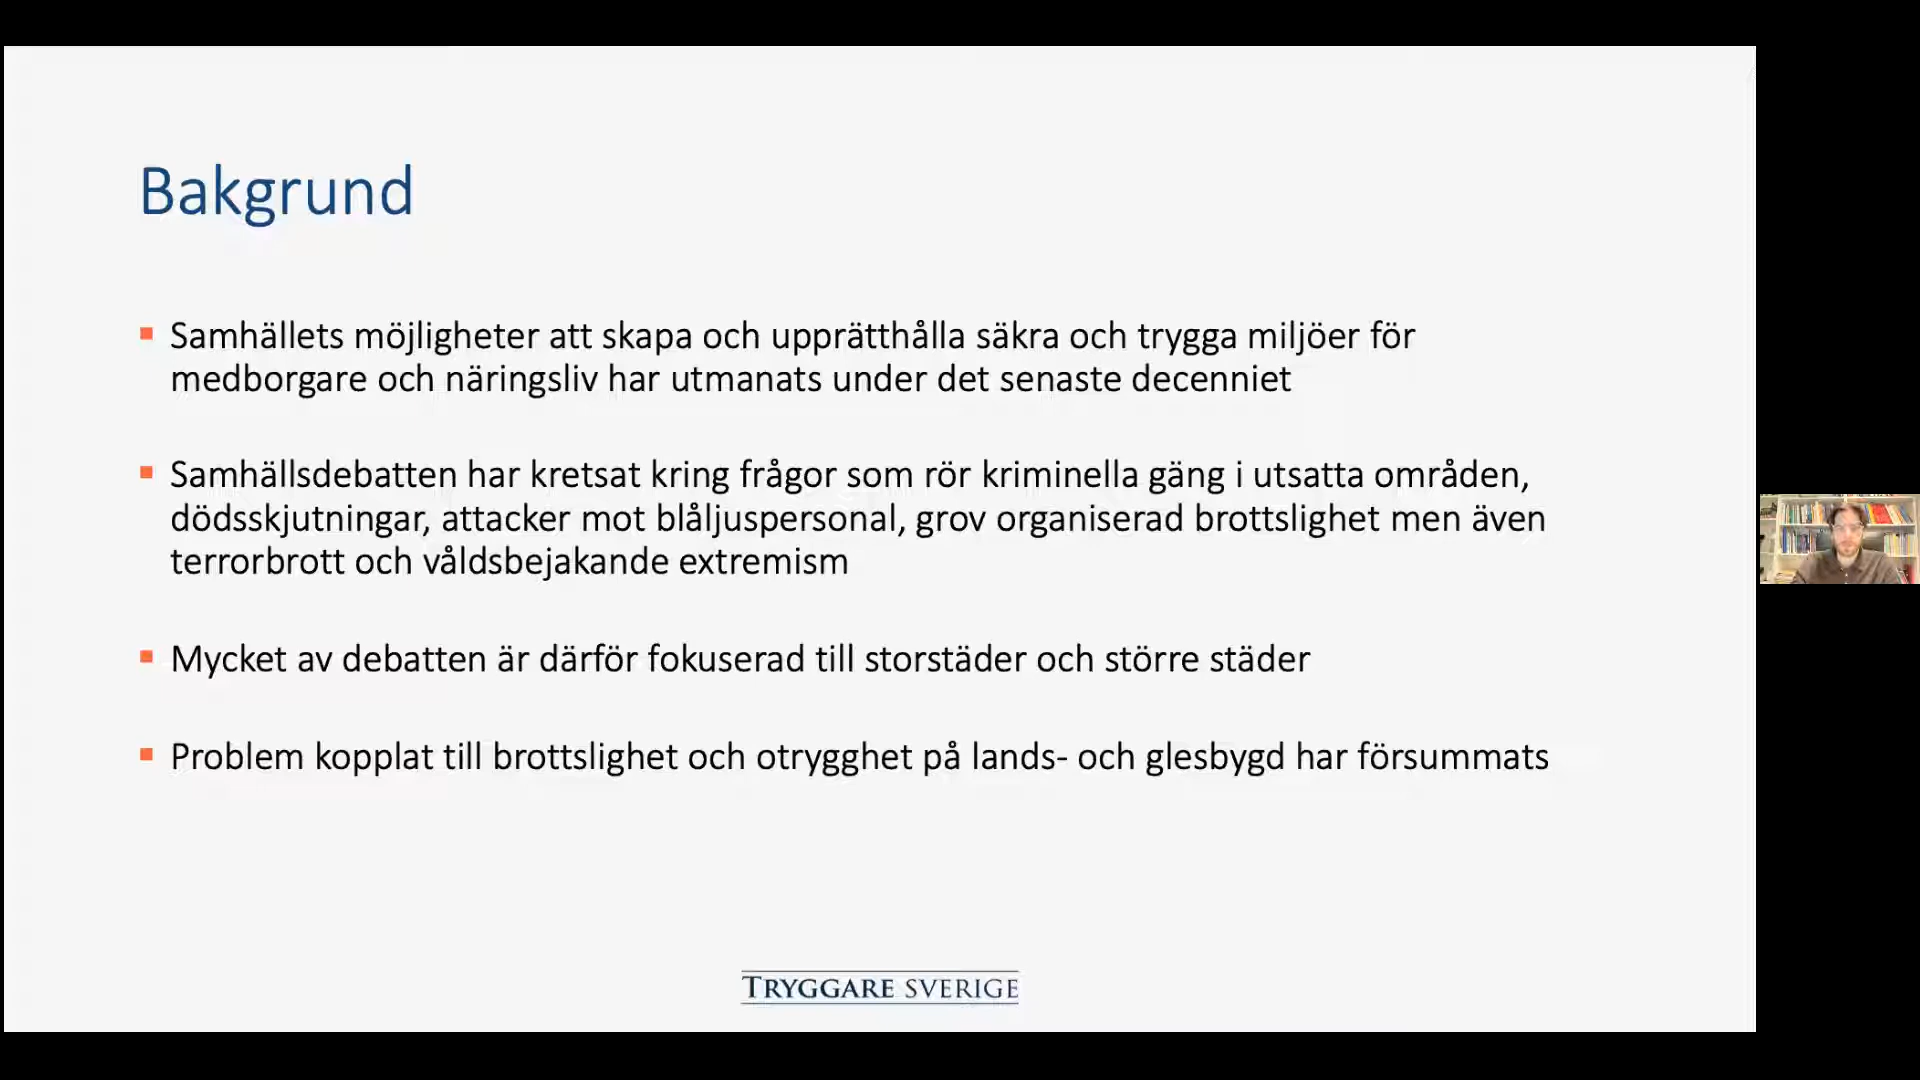 Bakgrund
Samhällets möjligheter att skapa och upprätthålla säkra och trygga miljöer för
medborgare och näringsliv har utmanats under det senaste decenniet
Samhällsdebatten har kretsat kring frågor som rör kriminella gäng i utsatta områden,
dödsskjutningar, attacker mot blåljuspersonal, grov organiserad brottslighet men även
terrorbrott och våldsbejakande extremism
Mycket av debatten är därför fokuserad till storstäder och större städer
Problem kopplat till brottslighet och otrygghet på lands- och glesbygd har försummats
TRYGGARE SVERIGE